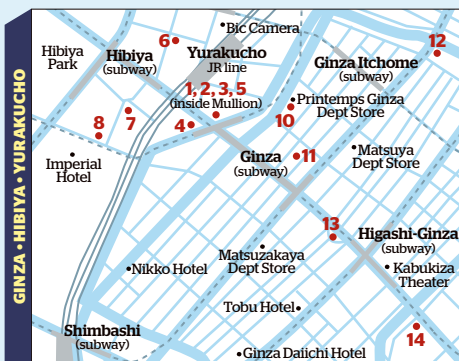 GINZA • HIBIYA • YURAKUCHO
6
•Bic Camera
Hibiya
Park
Hibiya
(subway)
Yurakucho
JR line
Ginza Itchome
(subway)
12
1, 2, 3, 5
(inside Mullion)
•Printemps Ginza
Dept Store
8
7
4
10
Imperial
Hotel
Ginza
(subway)
11
•Matsuya
Dept Store
13
Higashi-Ginza
(subway)
Matsuzakaya
Dept Store
•Nikko Hotel
•Kabukiza
Theater
Tobu Hotel•
Shimbashi
(subway)
14
•Ginza Daiichi Hotel